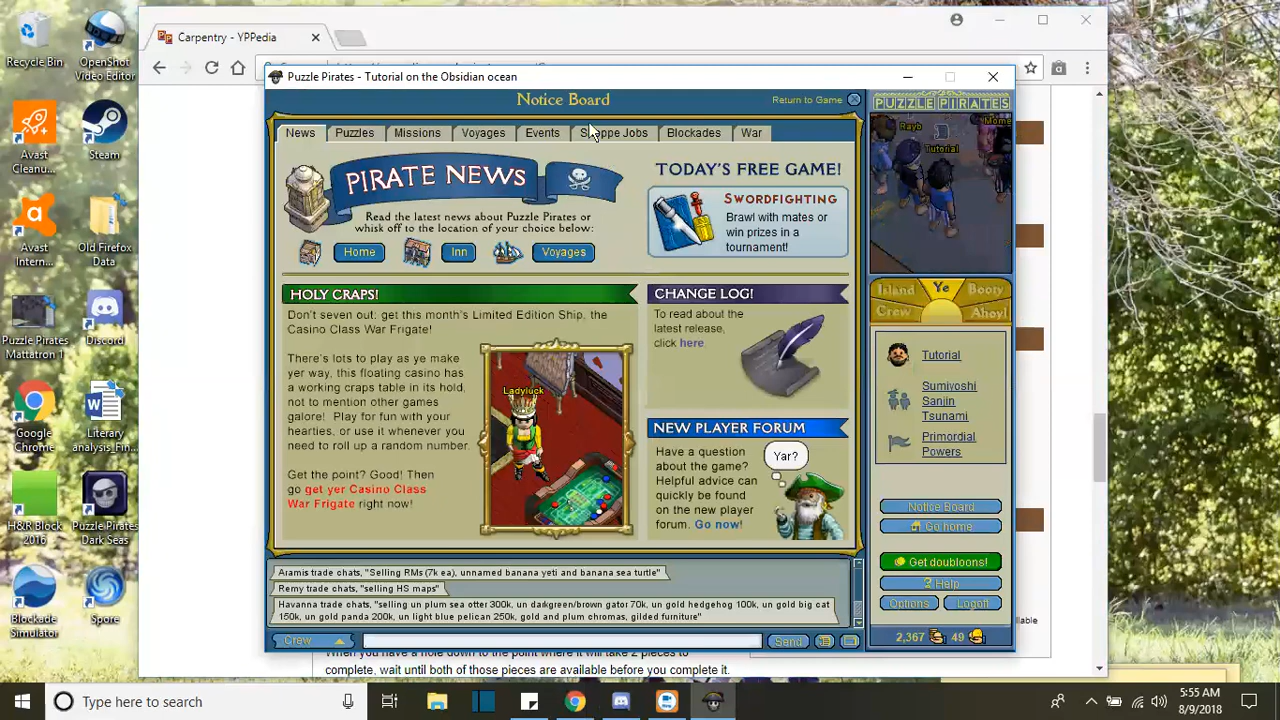 Recycle Bin
OpenShot
Video Editor
Avast
Cleanu...
Steam
Avast
Intern...
Old Firefox
Data
Puzzle Pirates
Mattatron 1
Discord
Google
Chrome
Literary
analysis_Fin...
H&R Block
2016
Puzzle Pirates
Dark Seas
Blockade
Simulator
Spore
Carpentry - YPPedia
Puzzle Pirates - Tutorial on the Obsidian ocean
Notice Board
Return to Game
News
Puzzles
Missions
Voyages
Events
Shoppe Jobs
Blockades
War
PIRATE NEWS
Read the latest news about Puzzle Pirates or
whisk off to the location of your choice below:
Home
Inn
Voyages
TODAY'S FREE GAME!
SWORDFIGHTING
Brawl with mates or
win prizes in a
tournament!
HOLY CRAPS!
Don't seven out: get this month's Limited Edition Ship, the
Casino Class War Frigate!
There's lots to play as ye make
yer way, this floating casino has
a working craps table in its hold,
not to mention other games
galore! Play for fun with your
hearties, or use it whenever you
need to roll up a random number.
Get the point? Good! Then
go get yer Casino Class
War Frigate right now!
Ladyluck
CHANGE LOG!
To read about the
latest release,
click here.
NEW PLAYER FORUM
Have a question
about the game?
Helpful advice can
quickly be found
on the new player
forum. Go now!
Yar?
Aramis trade chats, "Selling RMs (7k ea), unnamed banana yeti and banana sea turtle"
Remy trade chats, "selling HS maps"
Havanna trade chats, "selling un plum sea otter 300k, un darkgreen/brown gator 70k, un gold hedgehog 100k, un gold big cat
150k, un gold panda 200k, un light blue pelican 250k, gold and plum chromas, gilded furniture"
Crew
Send
PUZZLE PIRATES
Rayb
Mome
Tutorial
Island
Ye
Booty
Crew
Ahoy!
Tutorial
Sumiyoshi
Sanjin
Tsunami
Primordial
Powers
Notice Board
Go home
Get doubloons!
Help
Options
Logoff
2,367
49
When you have a hole down to the point where it will take 2 pieces to
complete, wait until both of those pieces are available before you complete it.
Type here to search
5:55 AM
8/9/2018